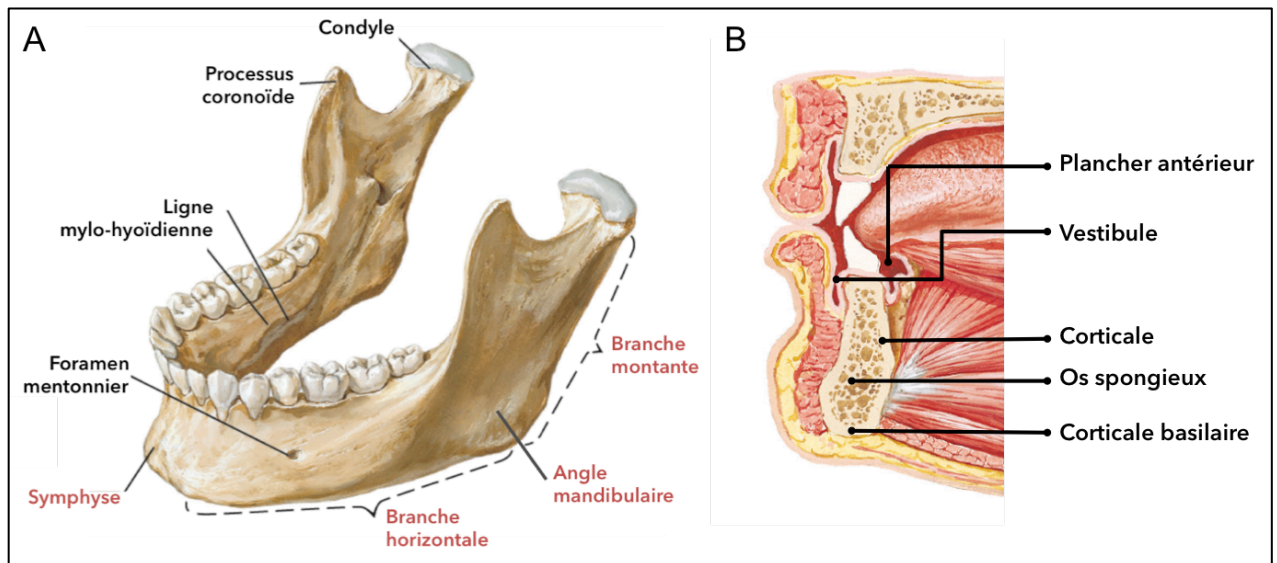 A
Condyle
Processus
coronoïde
Ligne
mylo-hyoïdienne
Foramen
mentonnier
Symphyse
Branche
horizontale
Angle
mandibulaire
Branche
montante
B
Plancher antérieur
Vestibule
Corticale
Os spongieux
Corticale basilaire